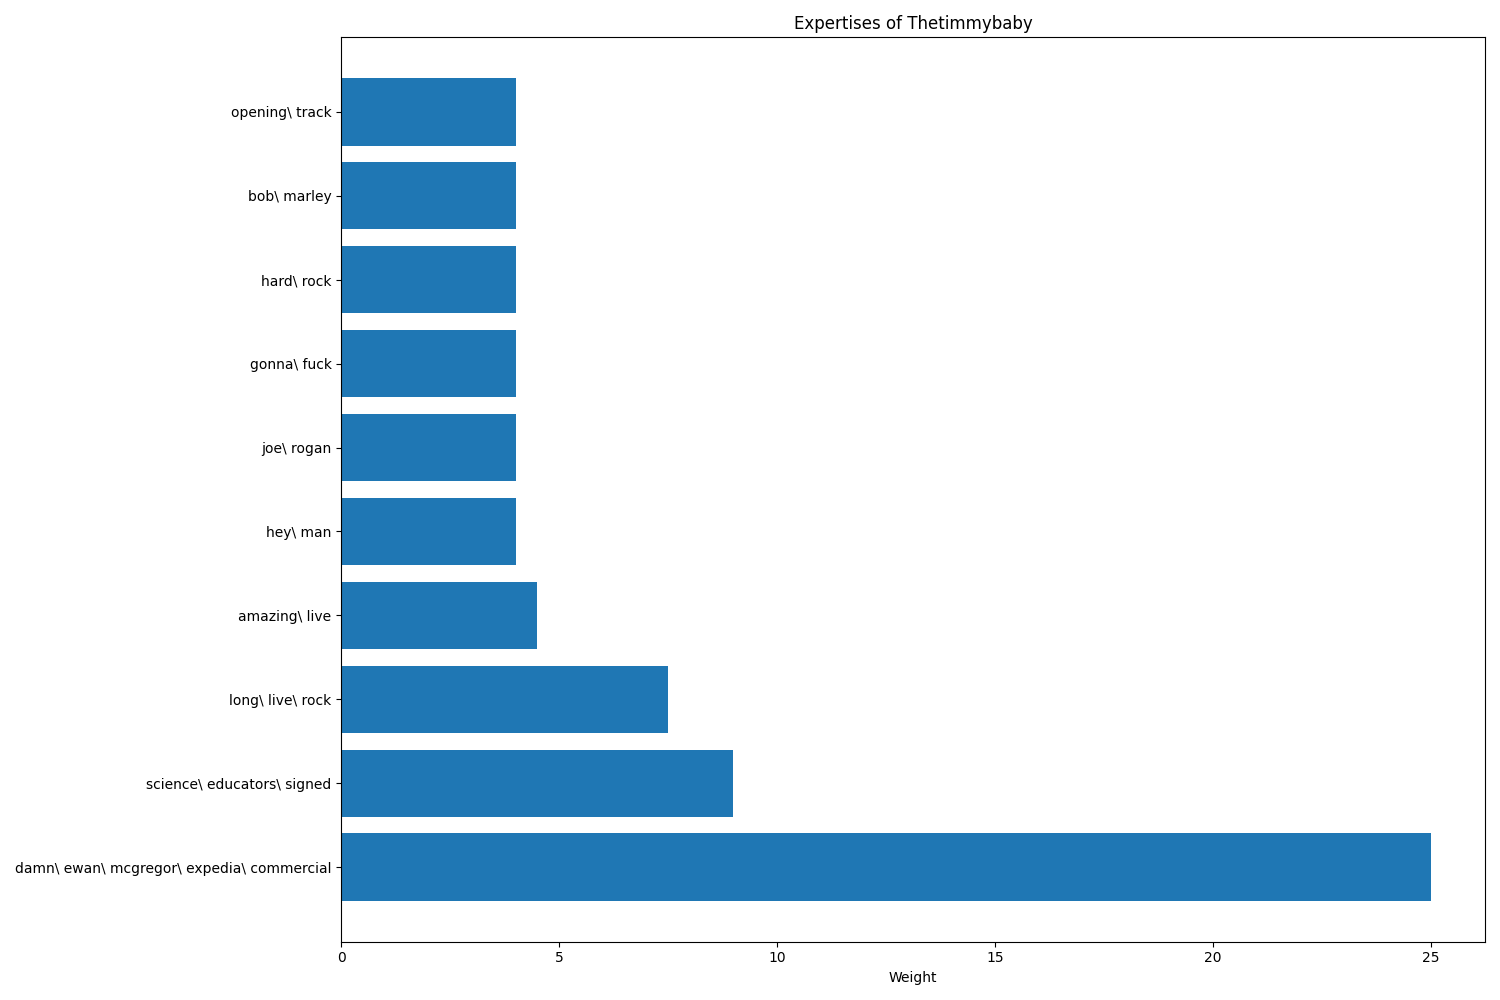 Expertises of Thetimmybaby
opening\ track
bob\ marley
hard\ rock
gonna\ fuck
joe\ rogan
hey\ man
amazing\ live
long\ live\ rock
science\ educators\ signed
damn\ ewan\ mcgregor\ expedia\ commercial
0 5 10 15 20 25
Weight